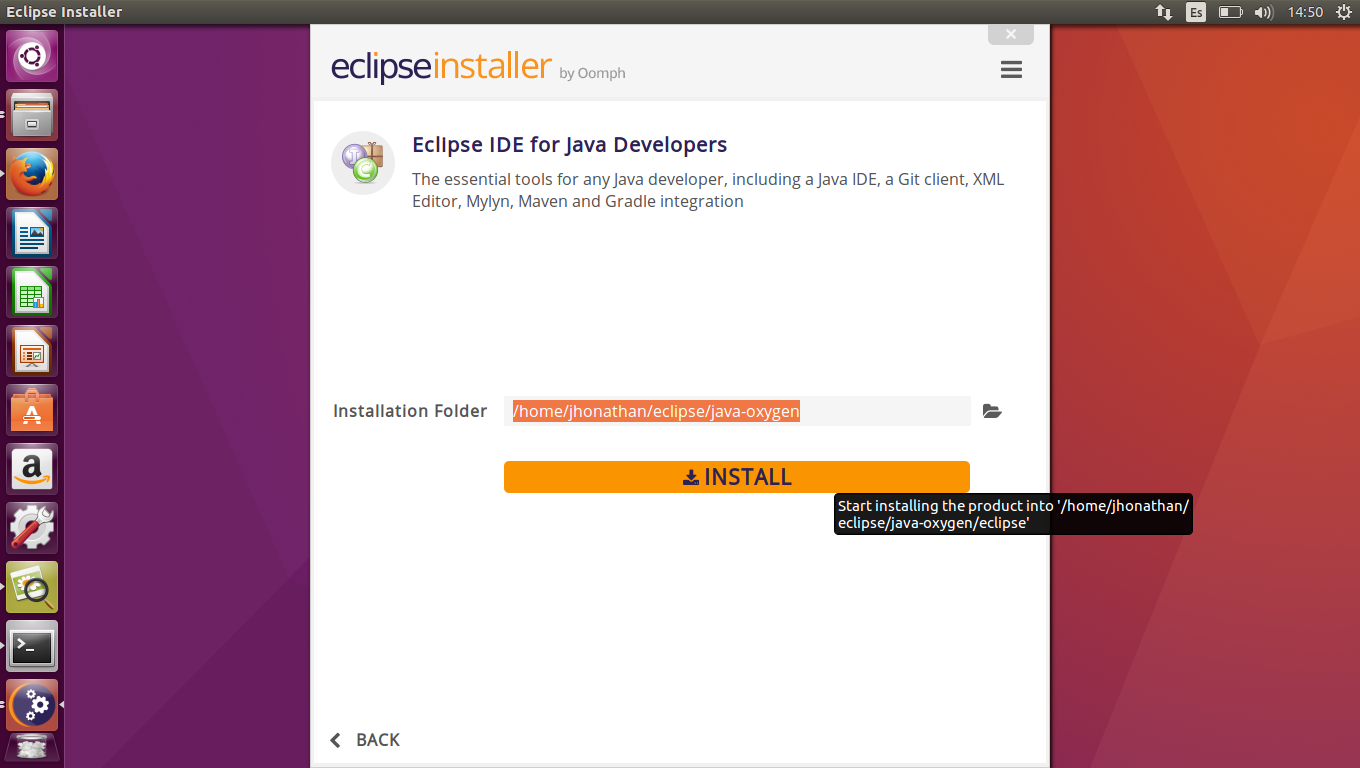 Eclipse Installer
Es
14:50
eclipseinstaller by Oomph
Eclipse IDE for Java Developers
The essential tools for any Java developer, including a Java IDE, a Git client, XML
Editor, Mylyn, Maven and Gradle integration
Installation Folder
/home/jhonathan/eclipse/java-oxygen
INSTALL
Start installing the product into '/home/jhonathan/
eclipse/java-oxygen/eclipse'
BACK